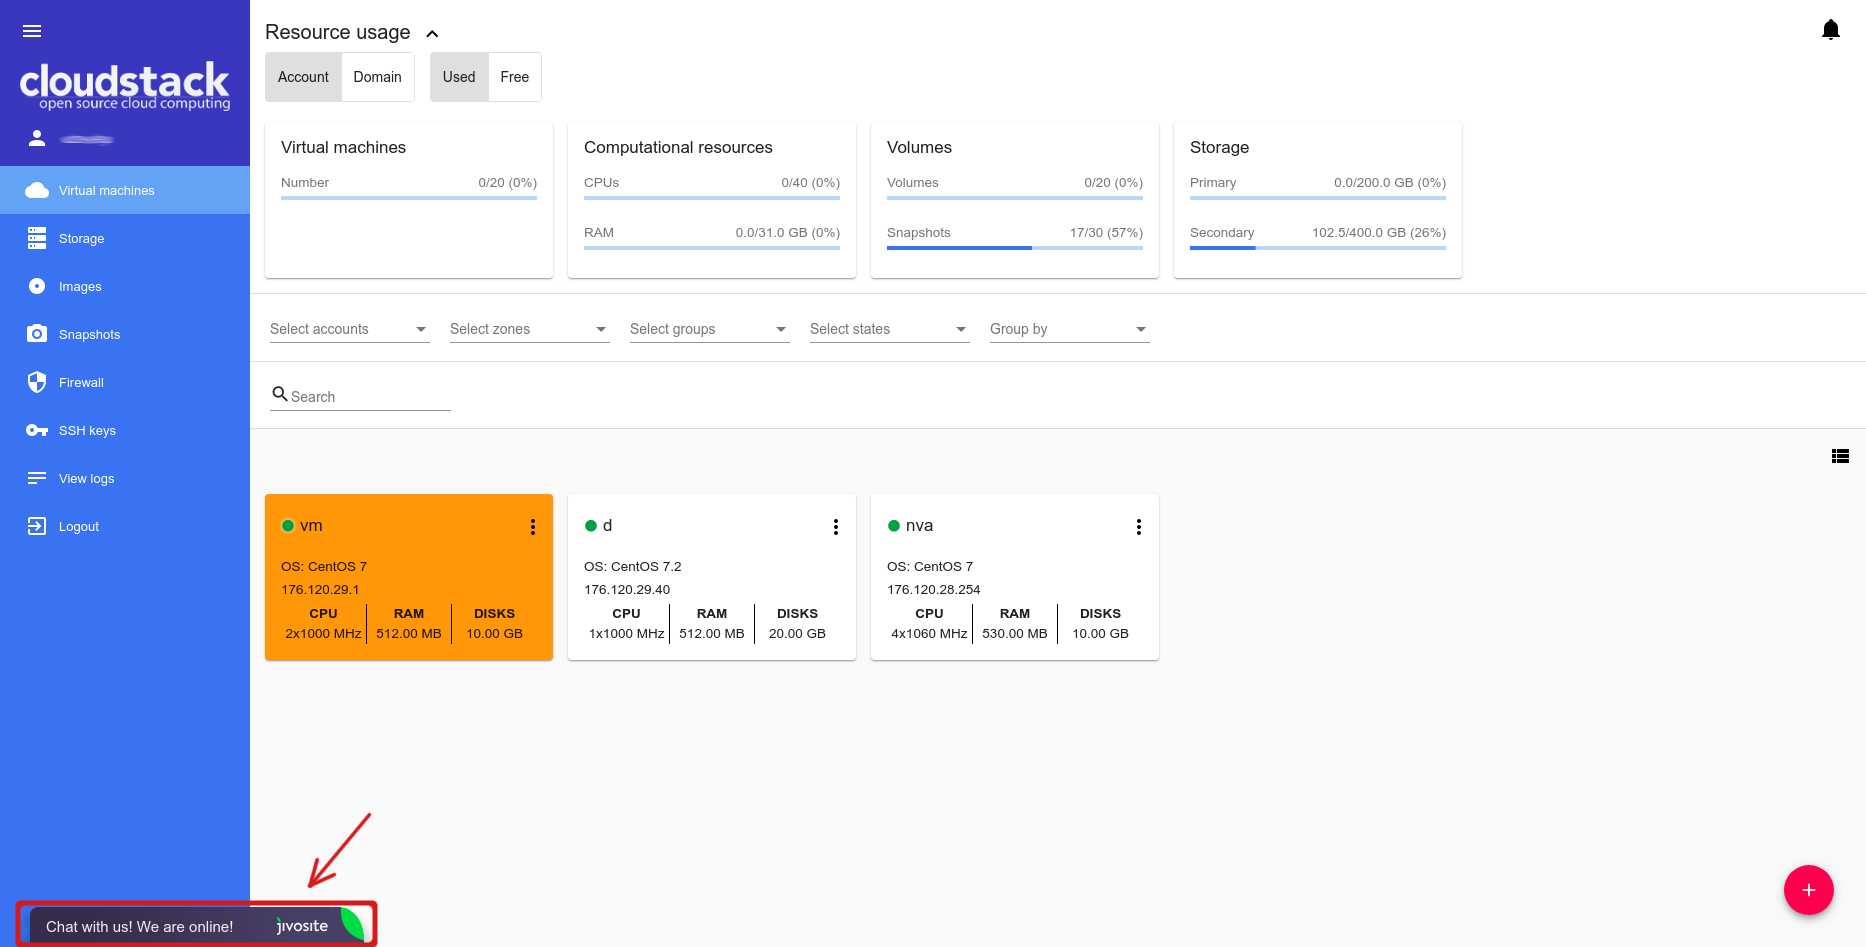 cloudstack
open source cloud computing
Virtual machines
Storage
Images
Snapshots
Firewall
SSH keys
View logs
Logout
Resource usage
Account Domain Used Free
Virtual machines
Number 0/20 (0%)
Computational resources
CPUs 0/40 (0%)
RAM 0.0/31.0 GB (0%)
Volumes
Volumes 0/20 (0%)
Snapshots 17/30 (57%)
Storage
Primary 0.0/200.0 GB (0%)
Secondary 102.5/400.0 GB (26%)
Select accounts Select zones Select groups Select states Group by
Search
vm
OS: CentOS 7
176.120.29.1
CPU RAM DISKS
2x1000 MHz 512.00 MB 10.00 GB
d
OS: CentOS 7.2
176.120.29.40
CPU RAM DISKS
1x1000 MHz 512.00 MB 20.00 GB
nva
OS: CentOS 7
176.120.28.254
CPU RAM DISKS
4x1060 MHz 530.00 MB 10.00 GB
Chat with us! We are online! jivosite